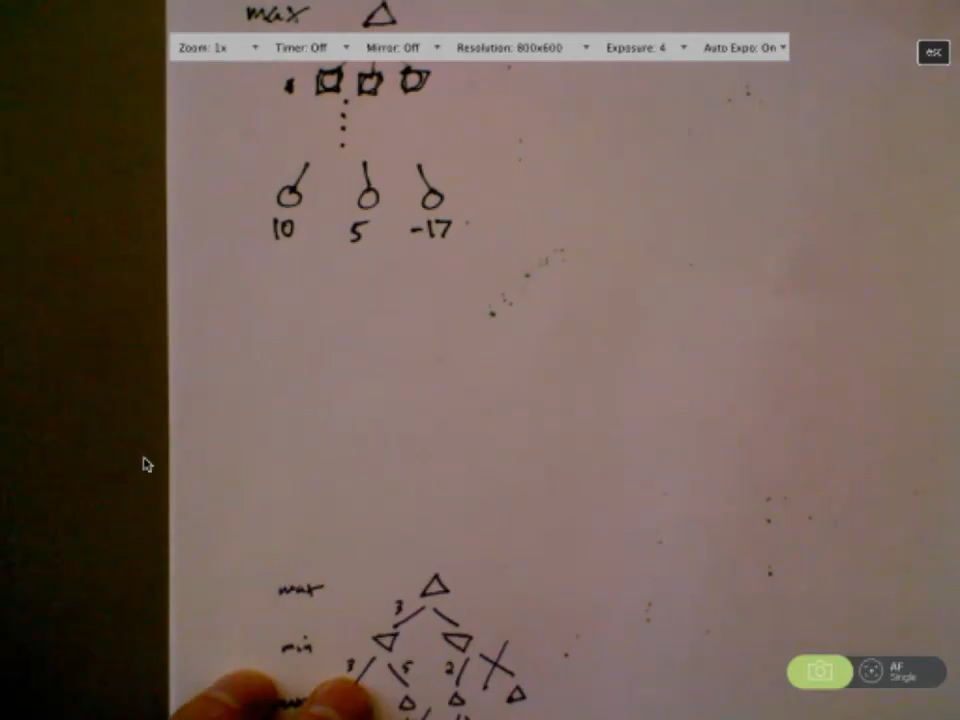 max
Zoom: 1x Timer: Off Mirror: Off Resolution: 800x600 Exposure: 4 Auto Expo: On
esc
10 5 -17
max
3
min
3 5 2
AF
Single